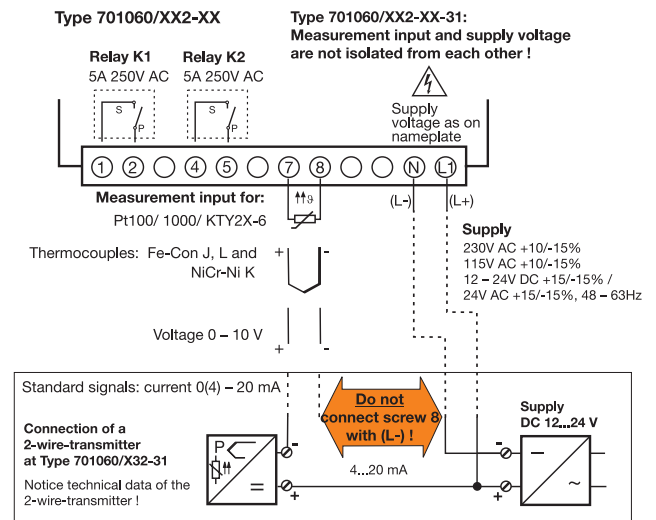 Type 701060/XX2-XX
Type 701060/XX2-XX-31:
Measurement input and supply voltage
are not isolated from each other !
Relay K1
5A 250V AC
Relay K2
5A 250V AC
S
P
S
P
Supply
voltage as on
nameplate
1 2 4 5 7 8 N L1
Measurement input for:
Pt100/ 1000/ KTY2X-6
ϑ
(L-)
(L+)
Supply
230V AC +10/-15%
115V AC +10/-15%
12 – 24V DC +15/-15% /
24V AC +15/-15%, 48 – 63Hz
Thermocouples: Fe-Con J, L and
NiCr-Ni K
+ -
Voltage 0 – 10 V
+ -
Standard signals: current 0(4) – 20 mA
Do not
connect screw 8
with (L-) !
Connection of a
2-wire-transmitter
at Type 701060/X32-31
Notice technical data of the
2-wire-transmitter !
P
=
-
+
4...20 mA
Supply
DC 12...24 V
-
+
–
~